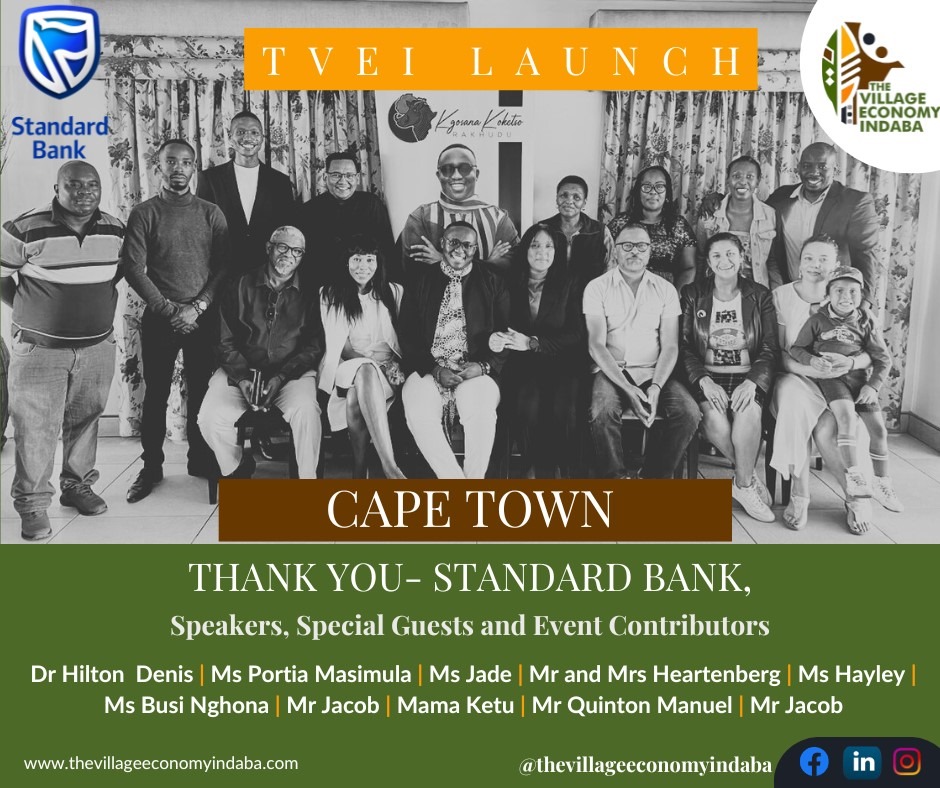 Standard
Bank
TVEI LAUNCH
THE
VILLAGE
ECONOMY
INDABA
Kgosana Koketso
RAKHUDU
CAPE TOWN
THANK YOU- STANDARD BANK,
Speakers, Special Guests and Event Contributors
Dr Hilton Denis | Ms Portia Masimula | Ms Jade | Mr and Mrs Heartenberg | Ms Hayley |
Ms Busi Nghona | Mr Jacob | Mama Ketu | Mr Quinton Manuel | Mr Jacob
www.thevillageeconomyindaba.com
@thevillageeconomyindaba